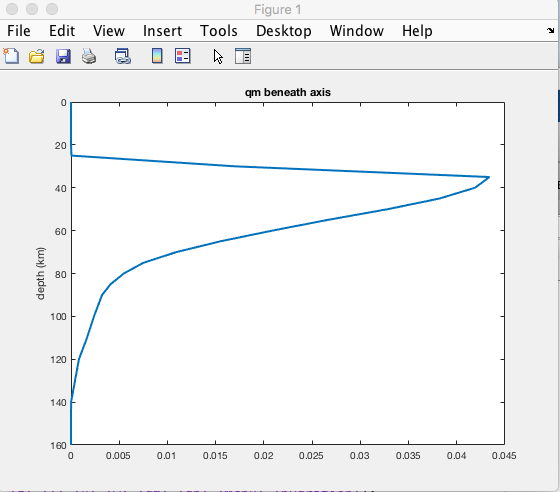 Figure 1
File Edit View Insert Tools Desktop Window Help
qm beneath axis
0
20
40
60
80
100
120
140
160
depth (km)
0 0.005 0.01 0.015 0.02 0.025 0.03 0.035 0.04 0.045